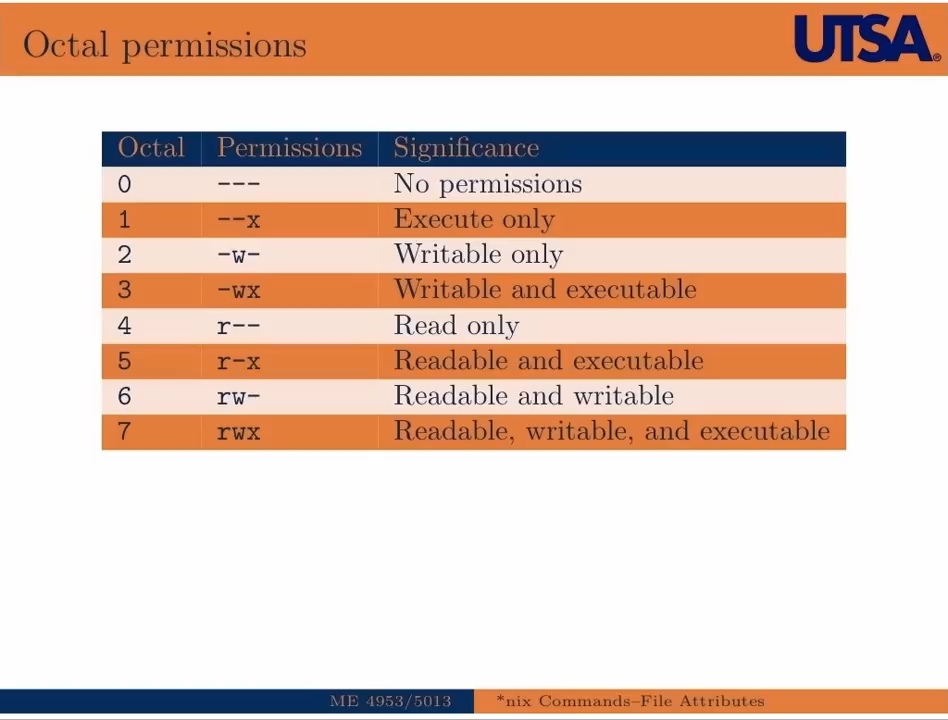 Octal permissions
UTSA®
Octal Permissions Significance
0 --- No permissions
1 --x Execute only
2 -w- Writable only
3 -wx Writable and executable
4 r-- Read only
5 r-x Readable and executable
6 rw- Readable and writable
7 rwx Readable, writable, and executable
ME 4953/5013 *nix Commands–File Attributes